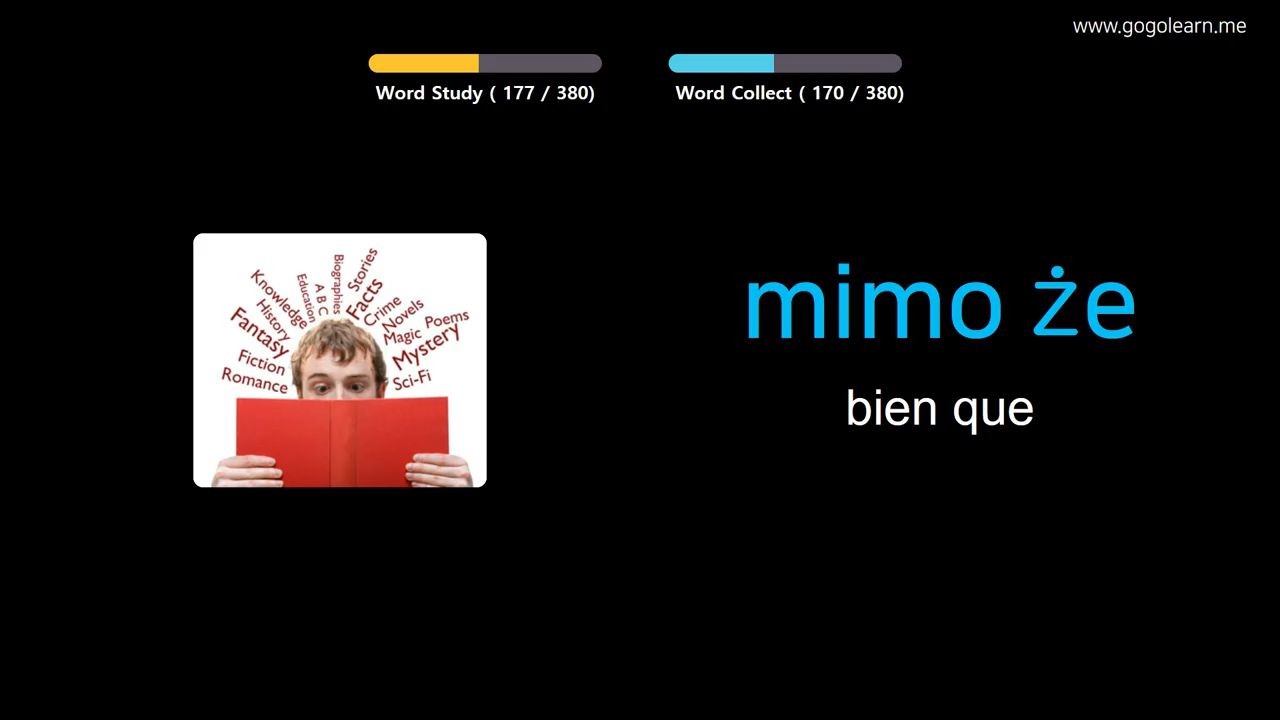 www.gogolearn.me
Word Study ( 177 / 380)
Word Collect ( 170 / 380)
mimo że
bien que
Stories
Biographies
Facts
A B C
Education
Knowledge
History
Fantasy
Fiction
Romance
Crime
Novels
Magic
Poems
Mystery
Sci-Fi